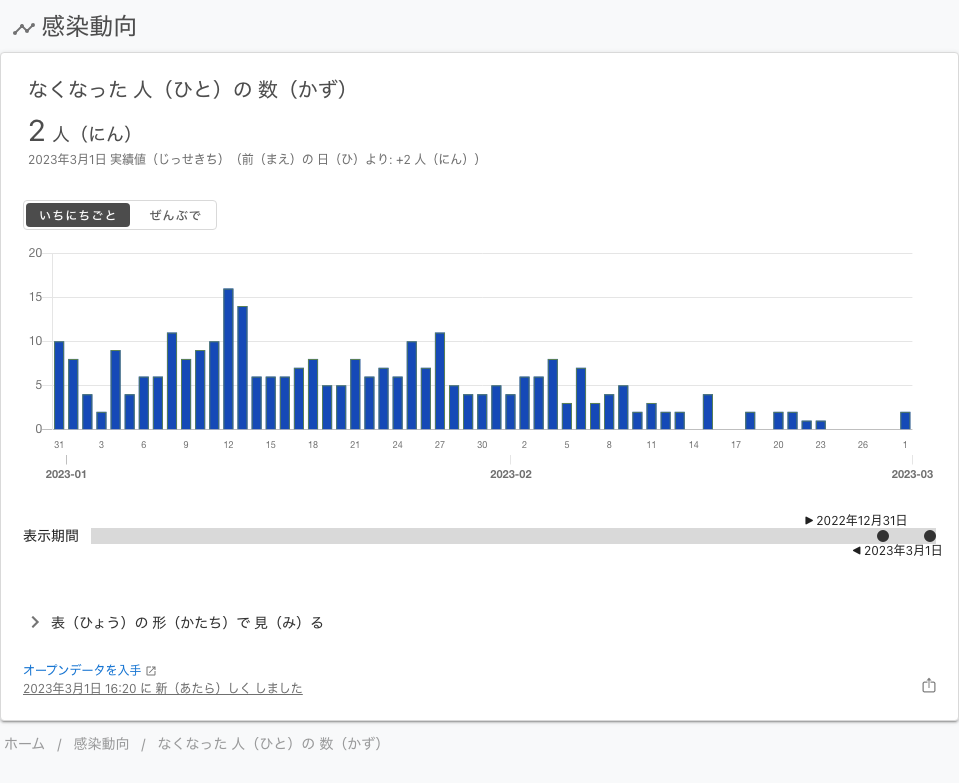 感染動向
なくなった 人（ひと）の 数（かず）
2 人（にん）
2023年3月1日 実績値（じっせきち）（前（まえ）の 日（ひ）より: +2 人（にん））
いちにちごと ぜんぶで
20
15
10
5
0
31 3 6 9 12 15 18 21 24 27 30 2 5 8 11 14 17 20 23 26 1
2023-01 2023-02 2023-03
2022年12月31日
表示期間
2023年3月1日
表（ひょう）の 形（かたち）で 見（み）る
オープンデータを入手
2023年3月1日 16:20 に 新（あたら）しく しました
ホーム / 感染動向 / なくなった 人（ひと）の 数（かず）